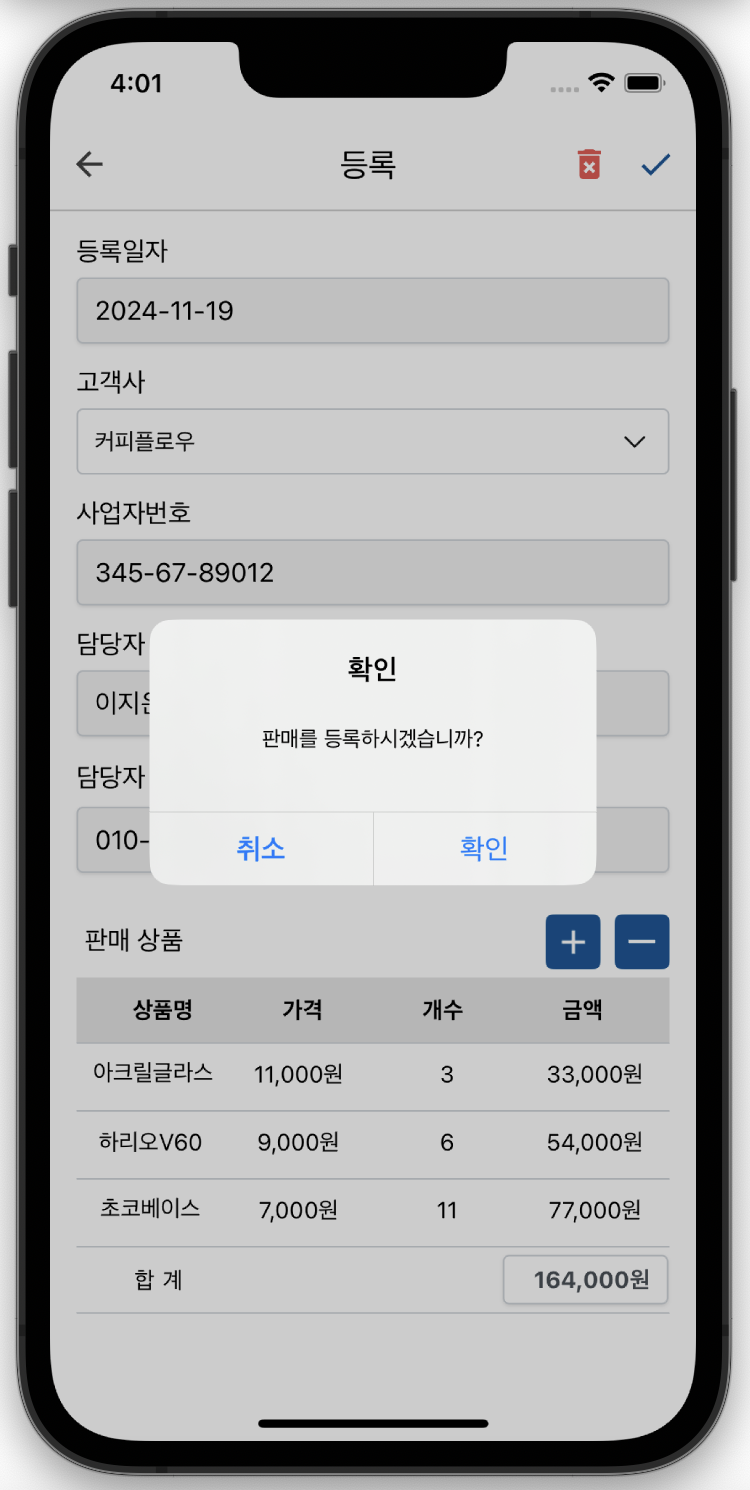 4:01
등록
등록일자
2024-11-19
고객사
커피플로우
사업자번호
345-67-89012
담당자
확인
판매를 등록하시겠습니까?
담당자
010-
취소 확인
판매 상품
상품명 가격 개수 금액
아크릴글라스 11,000원 3 33,000원
하리오V60 9,000원 6 54,000원
초코베이스 7,000원 11 77,000원
합 계 164,000원